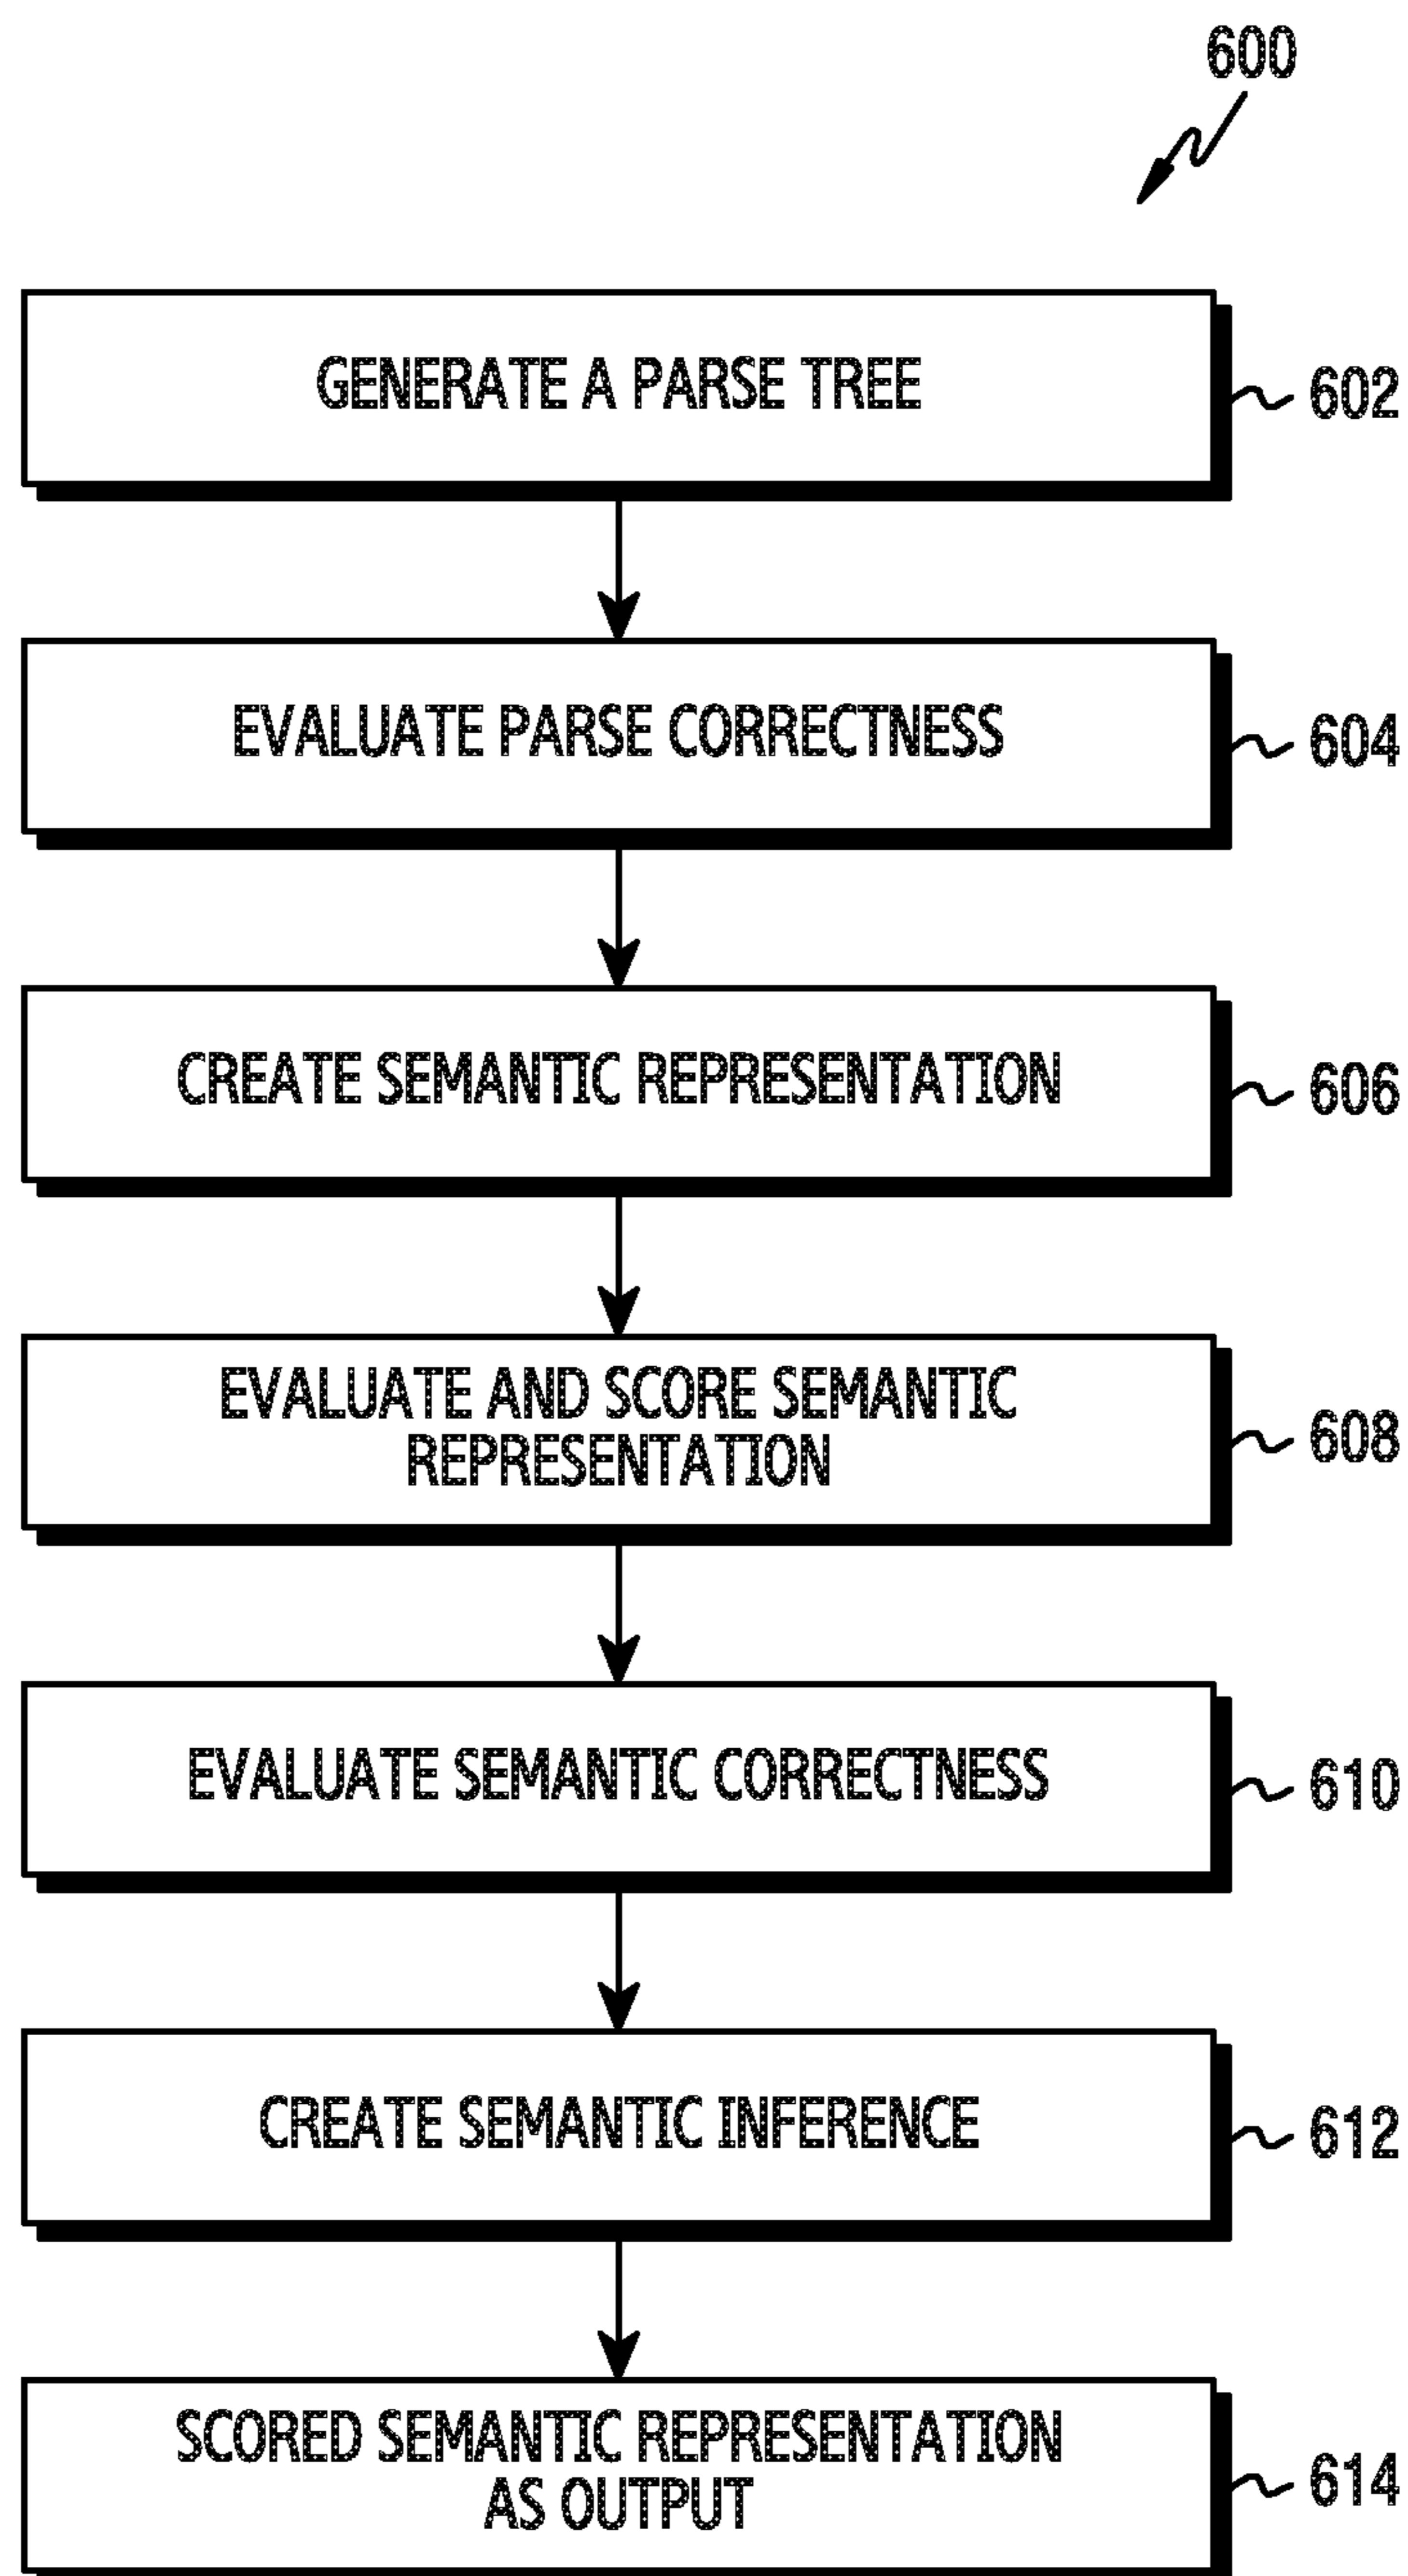 600
GENERATE A PARSE TREE
602
EVALUATE PARSE CORRECTNESS
604
CREATE SEMANTIC REPRESENTATION
606
EVALUATE AND SCORE SEMANTIC
REPRESENTATION
608
EVALUATE SEMANTIC CORRECTNESS
610
CREATE SEMANTIC INFERENCE
612
SCORED SEMANTIC REPRESENTATION
AS OUTPUT
614